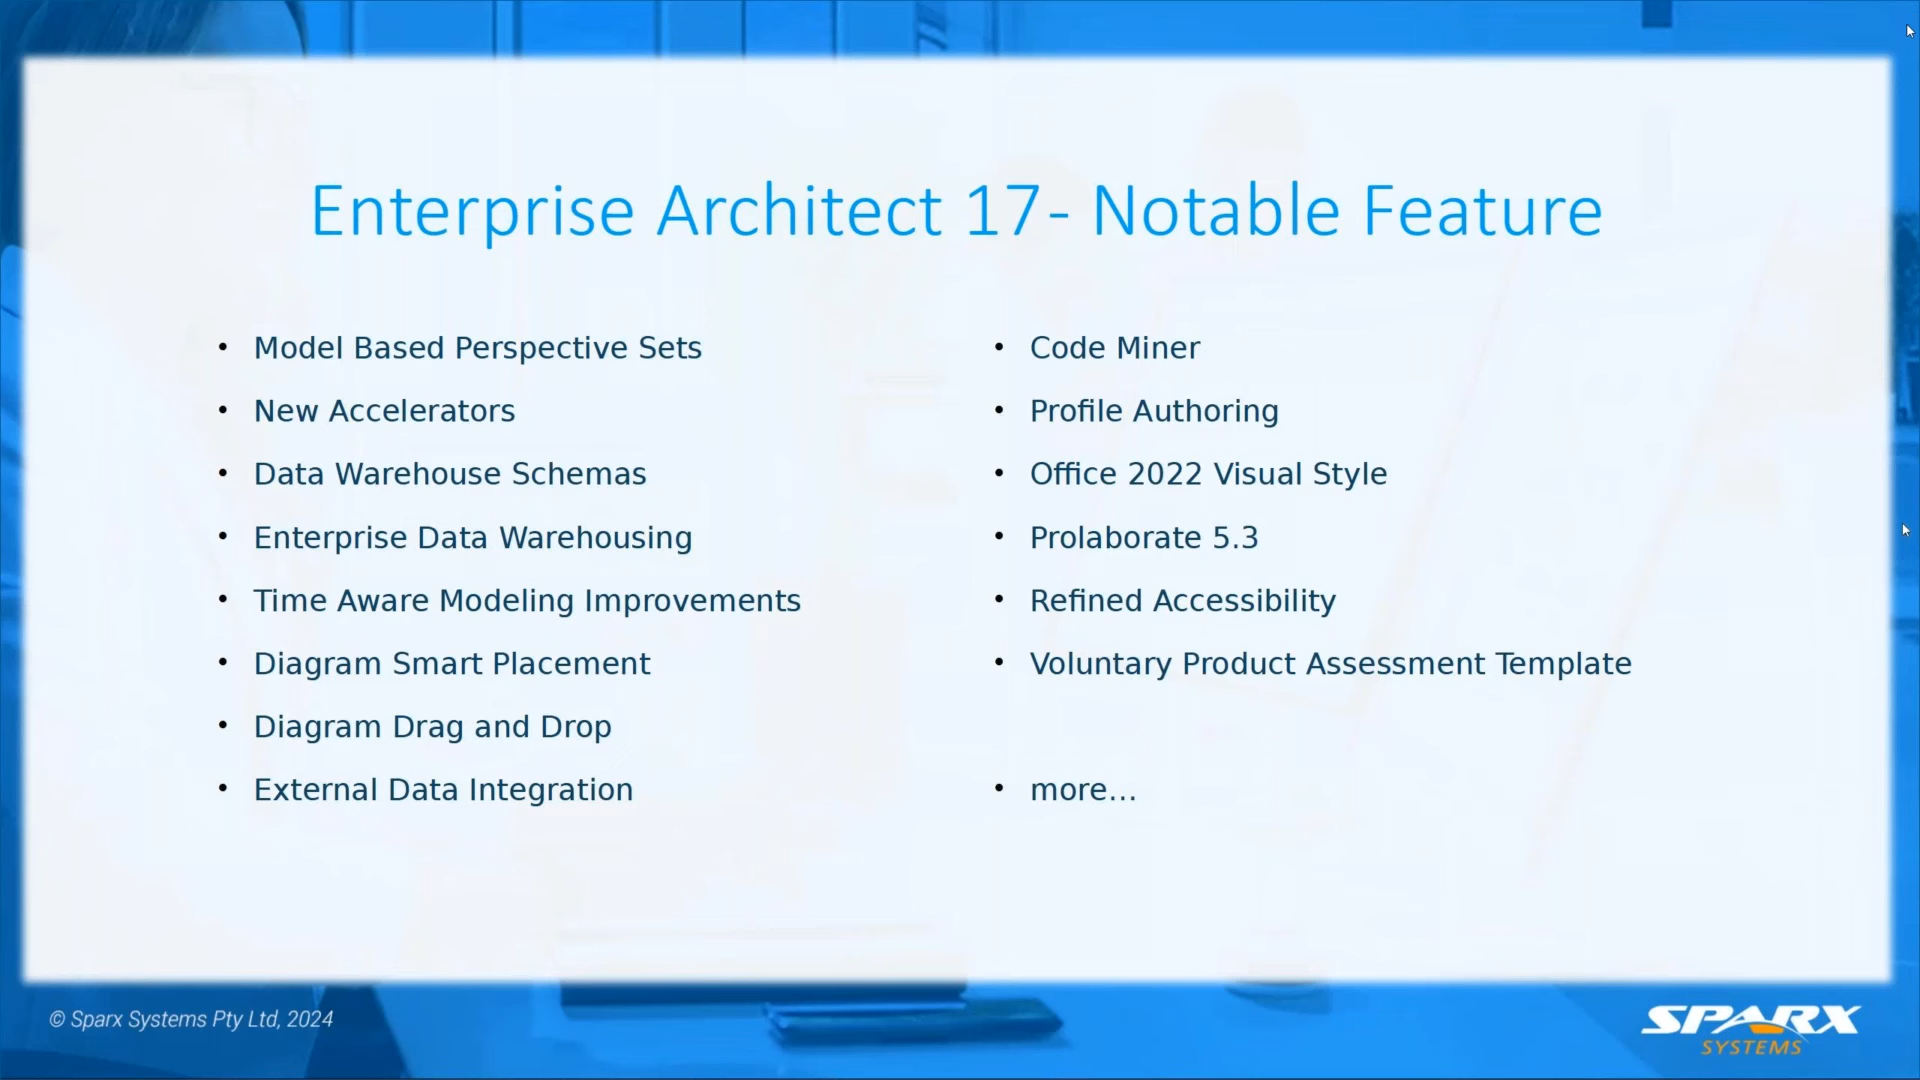 Enterprise Architect 17- Notable Feature
• Model Based Perspective Sets
• New Accelerators
• Data Warehouse Schemas
• Enterprise Data Warehousing
• Time Aware Modeling Improvements
• Diagram Smart Placement
• Diagram Drag and Drop
• External Data Integration
• Code Miner
• Profile Authoring
• Office 2022 Visual Style
• Prolaborate 5.3
• Refined Accessibility
• Voluntary Product Assessment Template
• more...
© Sparx Systems Pty Ltd, 2024
SPARX
SYSTEMS